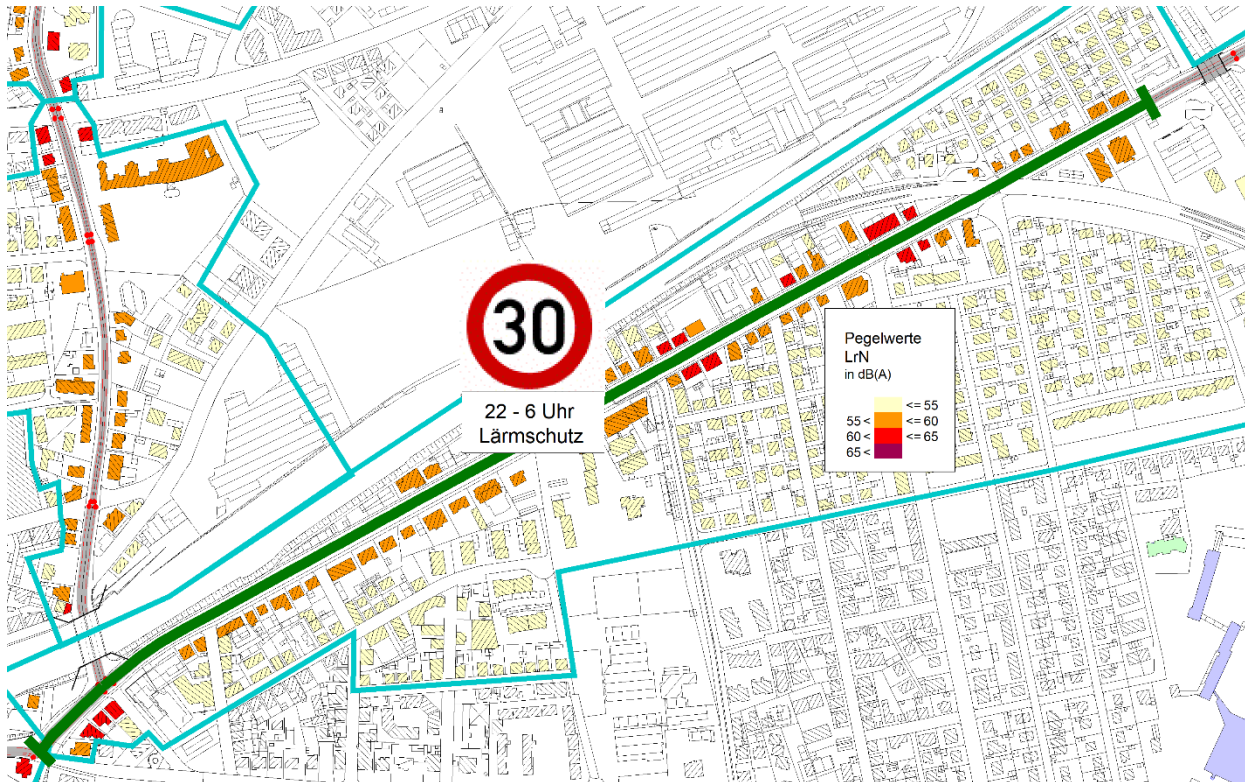 30
22 - 6 Uhr
Lärmschutz
Pegelwerte
LrN
in dB(A)
<= 55
55 < <= 60
60 < <= 65
65 <